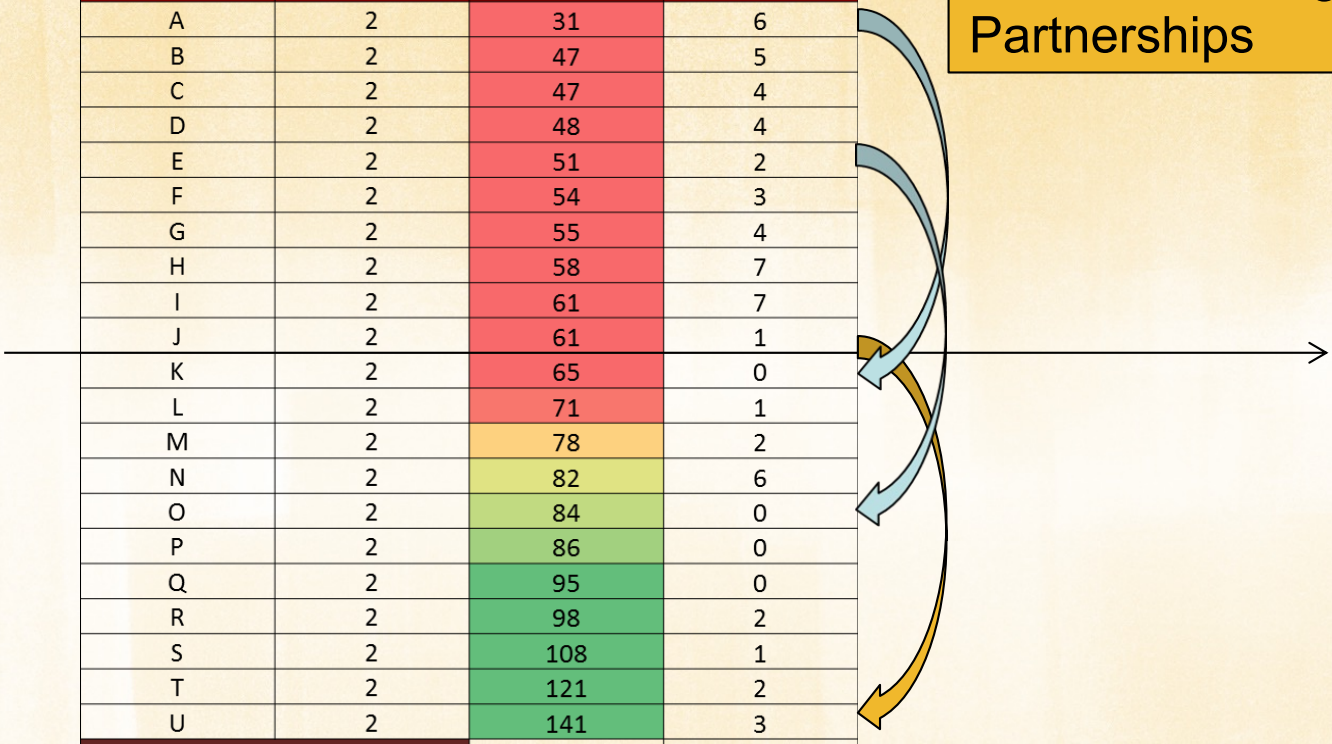 Partnerships
A 2 31 6
B 2 47 5
C 2 47 4
D 2 48 4
E 2 51 2
F 2 54 3
G 2 55 4
H 2 58 7
I 2 61 7
J 2 61 1
K 2 65 0
L 2 71 1
M 2 78 2
N 2 82 6
O 2 84 0
P 2 86 0
Q 2 95 0
R 2 98 2
S 2 108 1
T 2 121 2
U 2 141 3